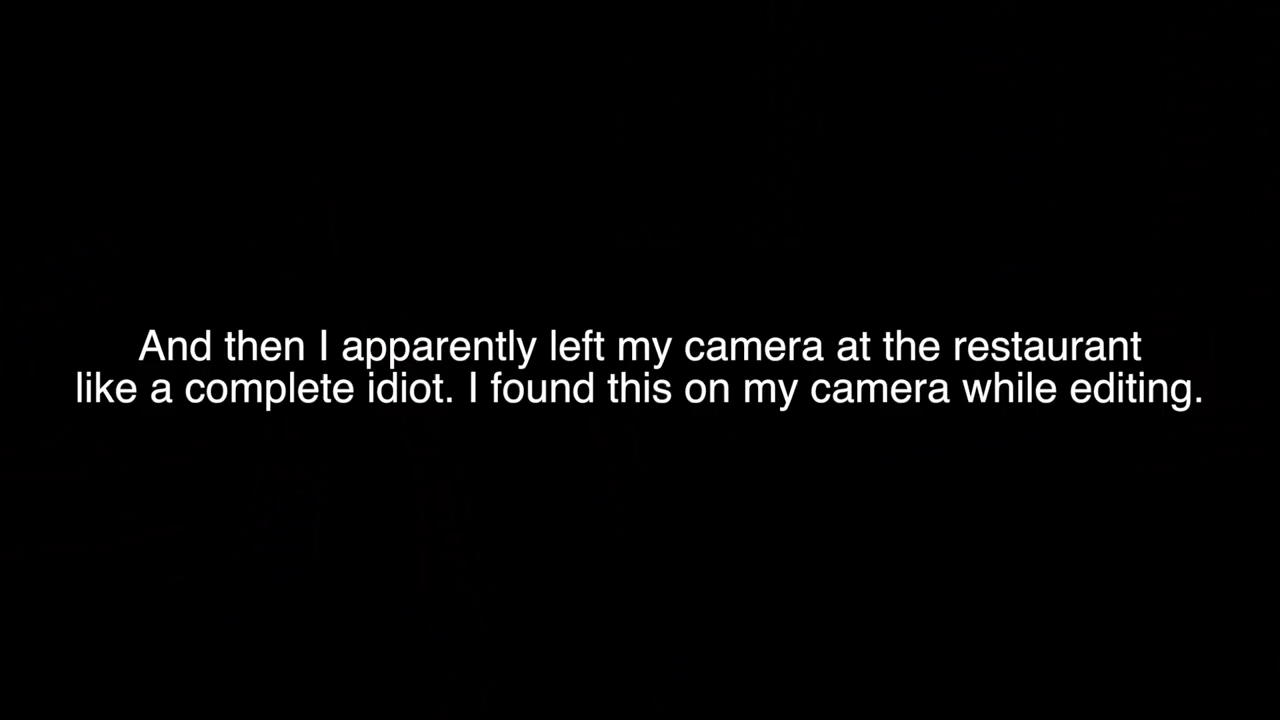 And then I apparently left my camera at the restaurant
like a complete idiot. I found this on my camera while editing.